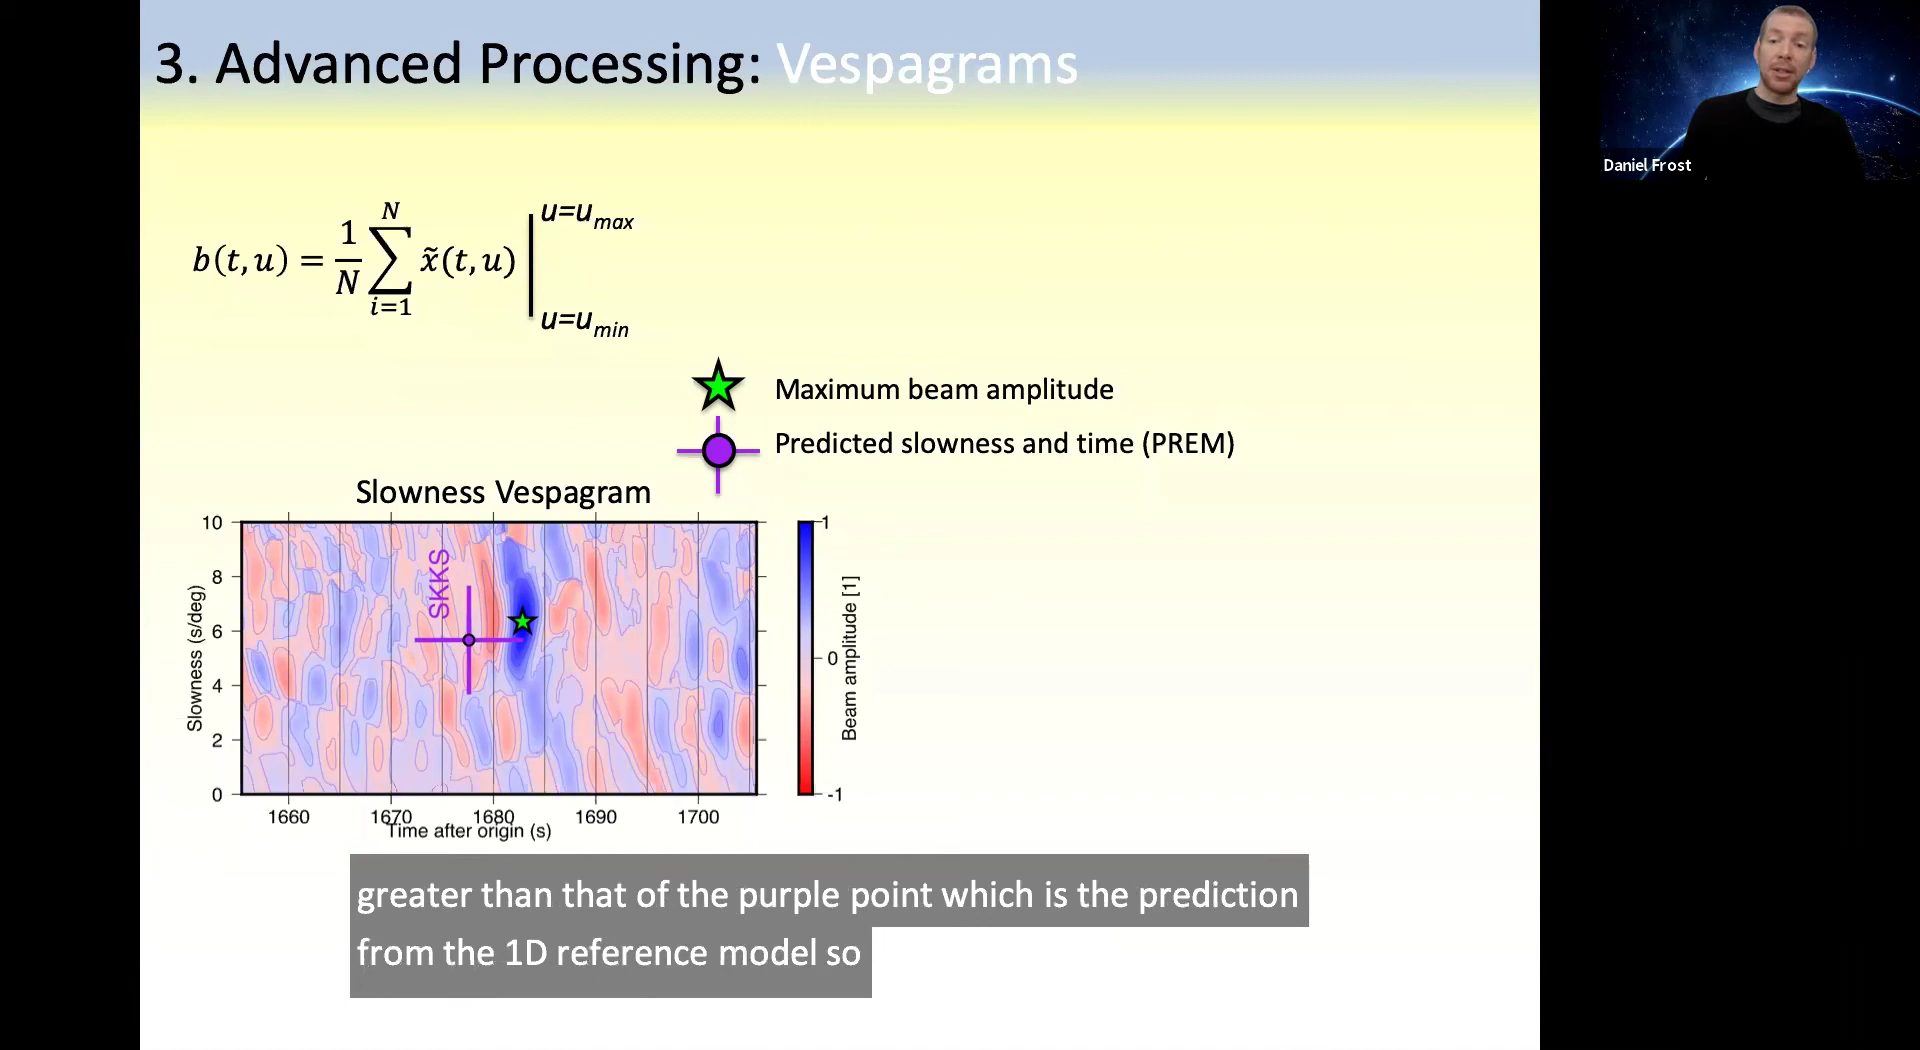 3. Advanced Processing: Vespagrams
Daniel Frost
b(t,u) = 1/N ∑ i=1 N x̃(t,u) | u=u_max u=u_min
Maximum beam amplitude
Predicted slowness and time (PREM)
Slowness Vespagram
Slowness (s/deg)
10
8
6
4
2
0
SKKS
1660 1670 1680 1690 1700
Time after origin (s)
1
0
-1
Beam amplitude [1]
greater than that of the purple point which is the prediction
from the 1D reference model so